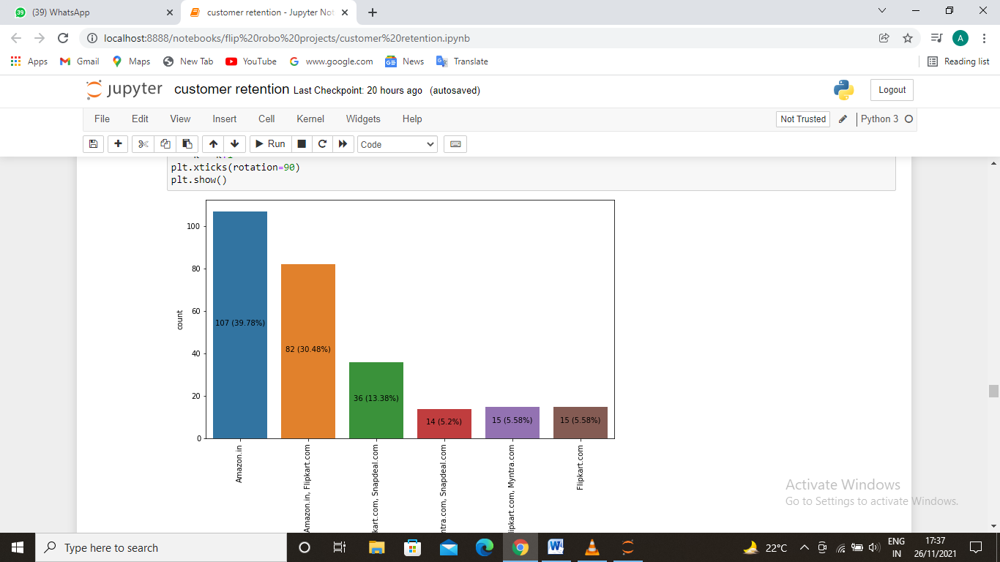 (39) WhatsApp
customer retention - Jupyter Not
localhost:8888/notebooks/flip%20robo%20projects/customer%20retention.ipynb
A
Apps Gmail Maps New Tab YouTube www.google.com News Translate Reading list
jupyter customer retention Last Checkpoint: 20 hours ago (autosaved)
Logout
File Edit View Insert Cell Kernel Widgets Help
Not Trusted
Python 3
Run
Code
plt.xticks(rotation=90)
plt.show()
100
80
60
40
20
0
count
107 (39.78%)
82 (30.48%)
36 (13.38%)
14 (5.2%)
15 (5.58%)
15 (5.58%)
Amazon.in
Amazon.in, Flipkart.com
kart.com, Snapdeal.com
ntra.com, Snapdeal.com
lipkart.com, Myntra.com
Flipkart.com
Activate Windows
Go to Settings to activate Windows.
Type here to search
22°C
ENG
IN
17:37
26/11/2021